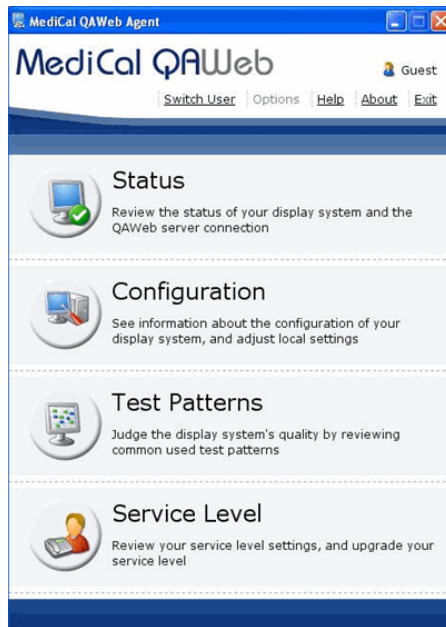 MediCal QAWeb Agent
MediCal QAWeb
Guest
Switch User Options Help About Exit
Status
Review the status of your display system and the
QAWeb server connection
Configuration
See information about the configuration of your
display system, and adjust local settings
Test Patterns
Judge the display system's quality by reviewing
common used test patterns
Service Level
Review your service level settings, and upgrade your
service level